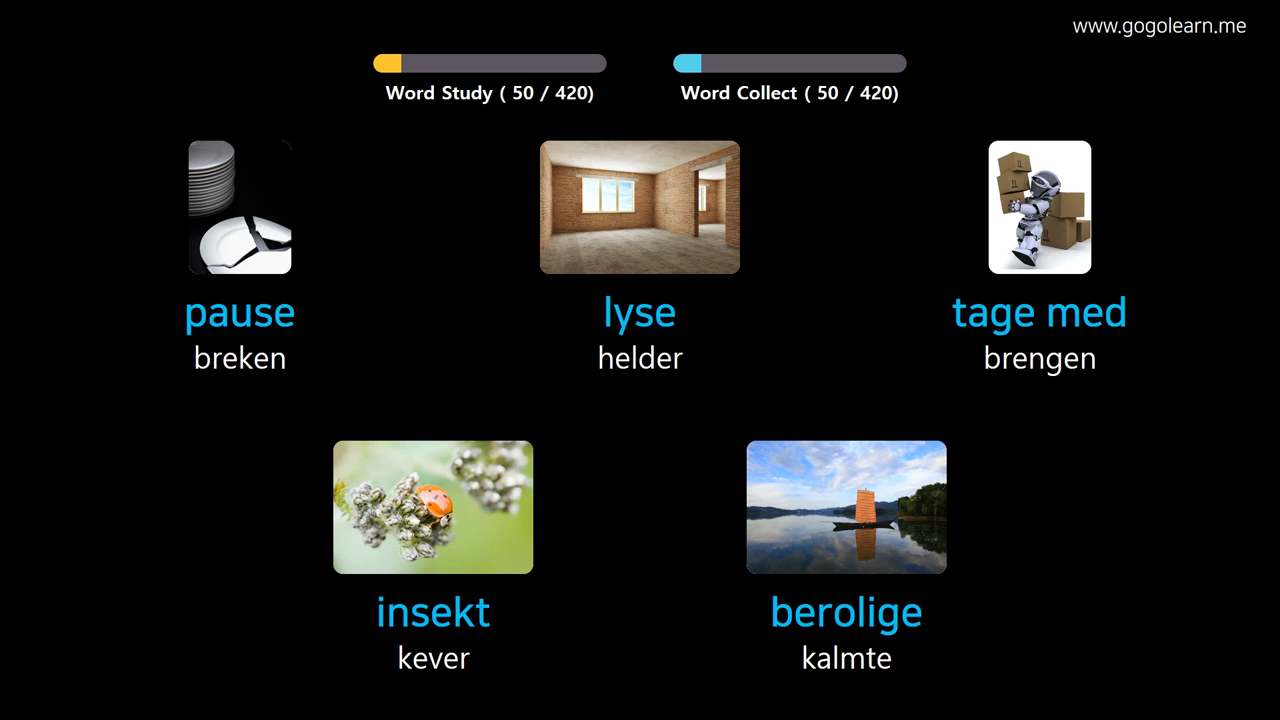 www.gogolearn.me
Word Study ( 50 / 420)
Word Collect ( 50 / 420)
pause
breken
lyse
helder
tage med
brengen
insekt
kever
berolige
kalmte